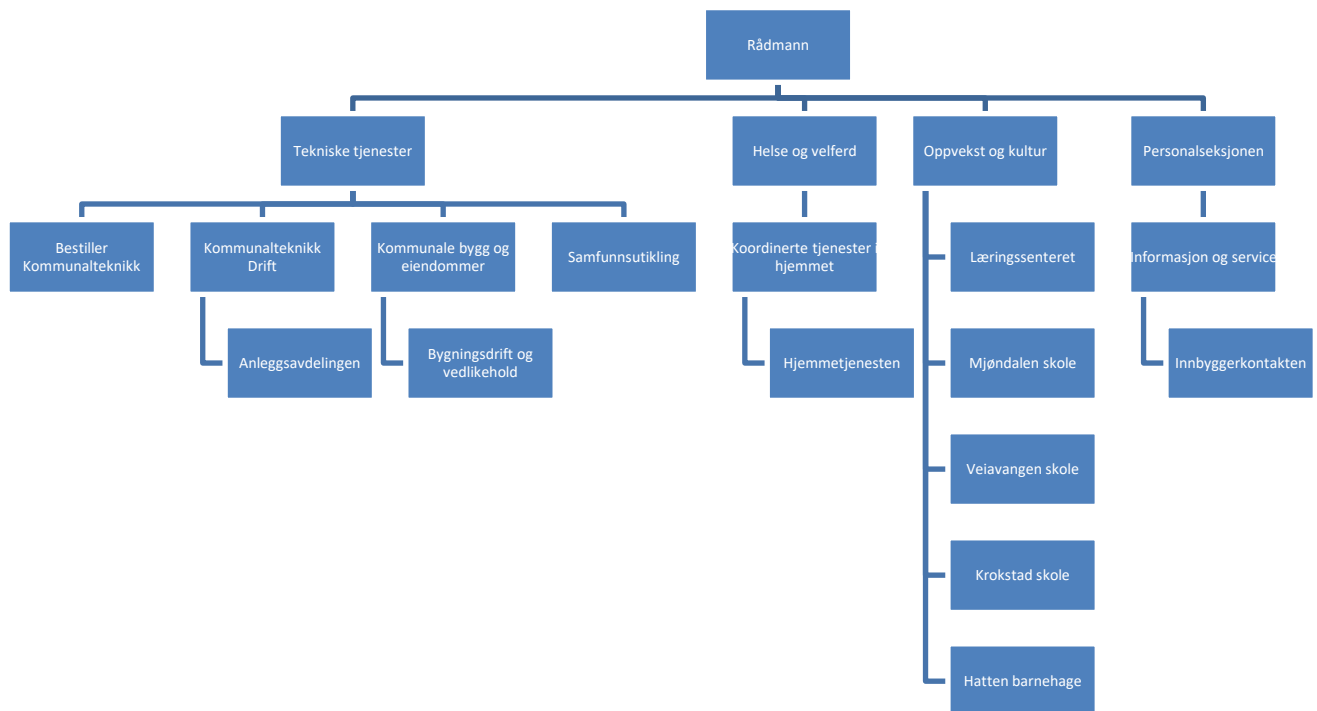 Rådmann
Tekniske tjenester
Helse og velferd
Oppvekst og kultur
Personalseksjonen
Bestiller
Kommunalteknikk
Kommunalteknikk
Drift
Kommunale bygg og
eiendommer
Samfunnsutikling
Koordinerte tjenester i
hjemmet
Læringssenteret
Informasjon og service
Anleggsavdelingen
Bygningsdrift og
vedlikehold
Hjemmetjenesten
Mjøndalen skole
Innbyggerkontakten
Veiavangen skole
Krokstad skole
Hatten barnehage